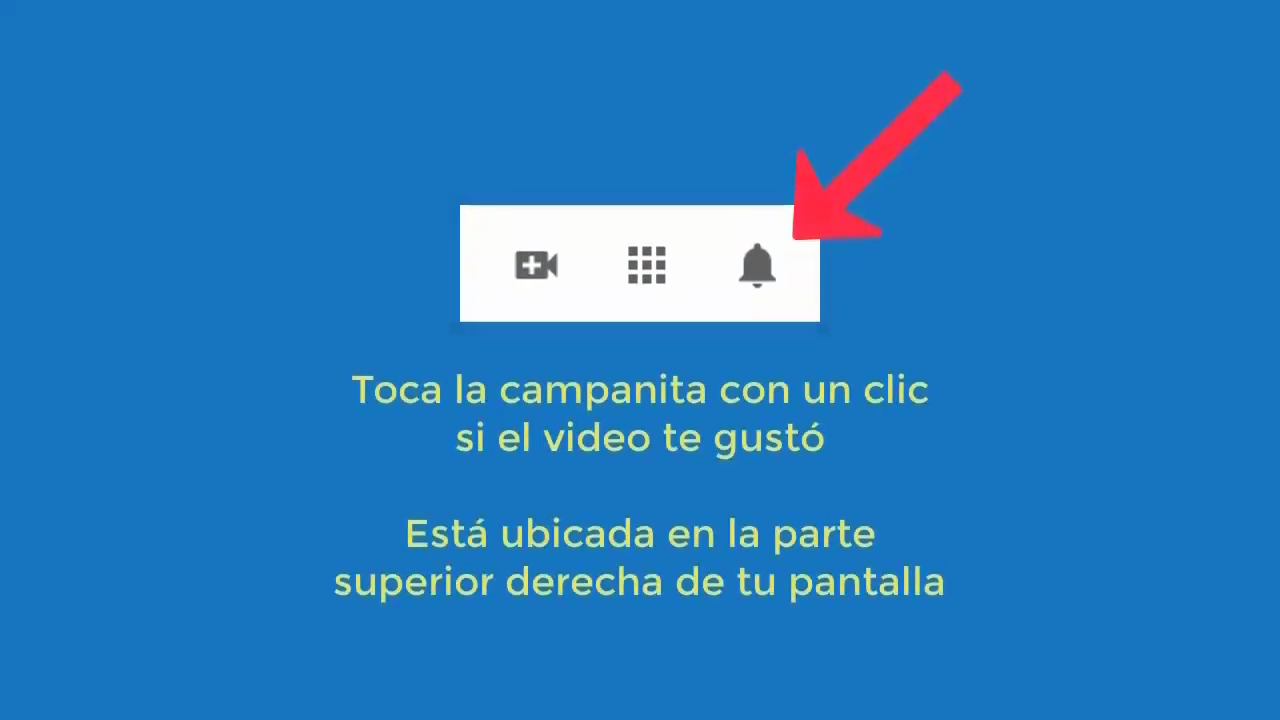 Toca la campanita con un clic
si el video te gustó
Está ubicada en la parte
superior derecha de tu pantalla